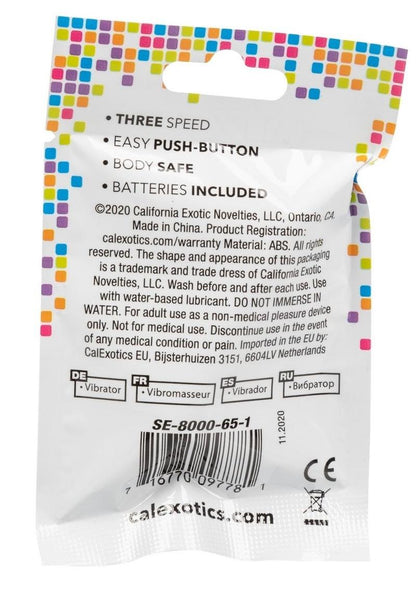 • THREE SPEED
• EASY PUSH-BUTTON
• BODY SAFE
• BATTERIES INCLUDED
©2020 California Exotic Novelties, LLC, Ontario, CA.
Made in China. Product Registration:
calexotics.com/warranty Material: ABS. All rights
reserved. The shape and appearance of this packaging
is a trademark and trade dress of California Exotic
Novelties, LLC. Wash before and after each use. Use
with water-based lubricant. DO NOT IMMERSE IN
WATER. For adult use as a non-medical pleasure device
only. Not for medical use. Discontinue use in the event
of any medical condition or pain. Imported in the EU by:
CalExotics EU, Bijsterhuizen 3151, 6604LV Netherlands
DE
• Vibrator
FR
• Vibromasseur
ES
• Vibrador
RU
• Вибратор
SE-8000-65-1
11.2020
7 16770 09778 1
CE
calexotics.com